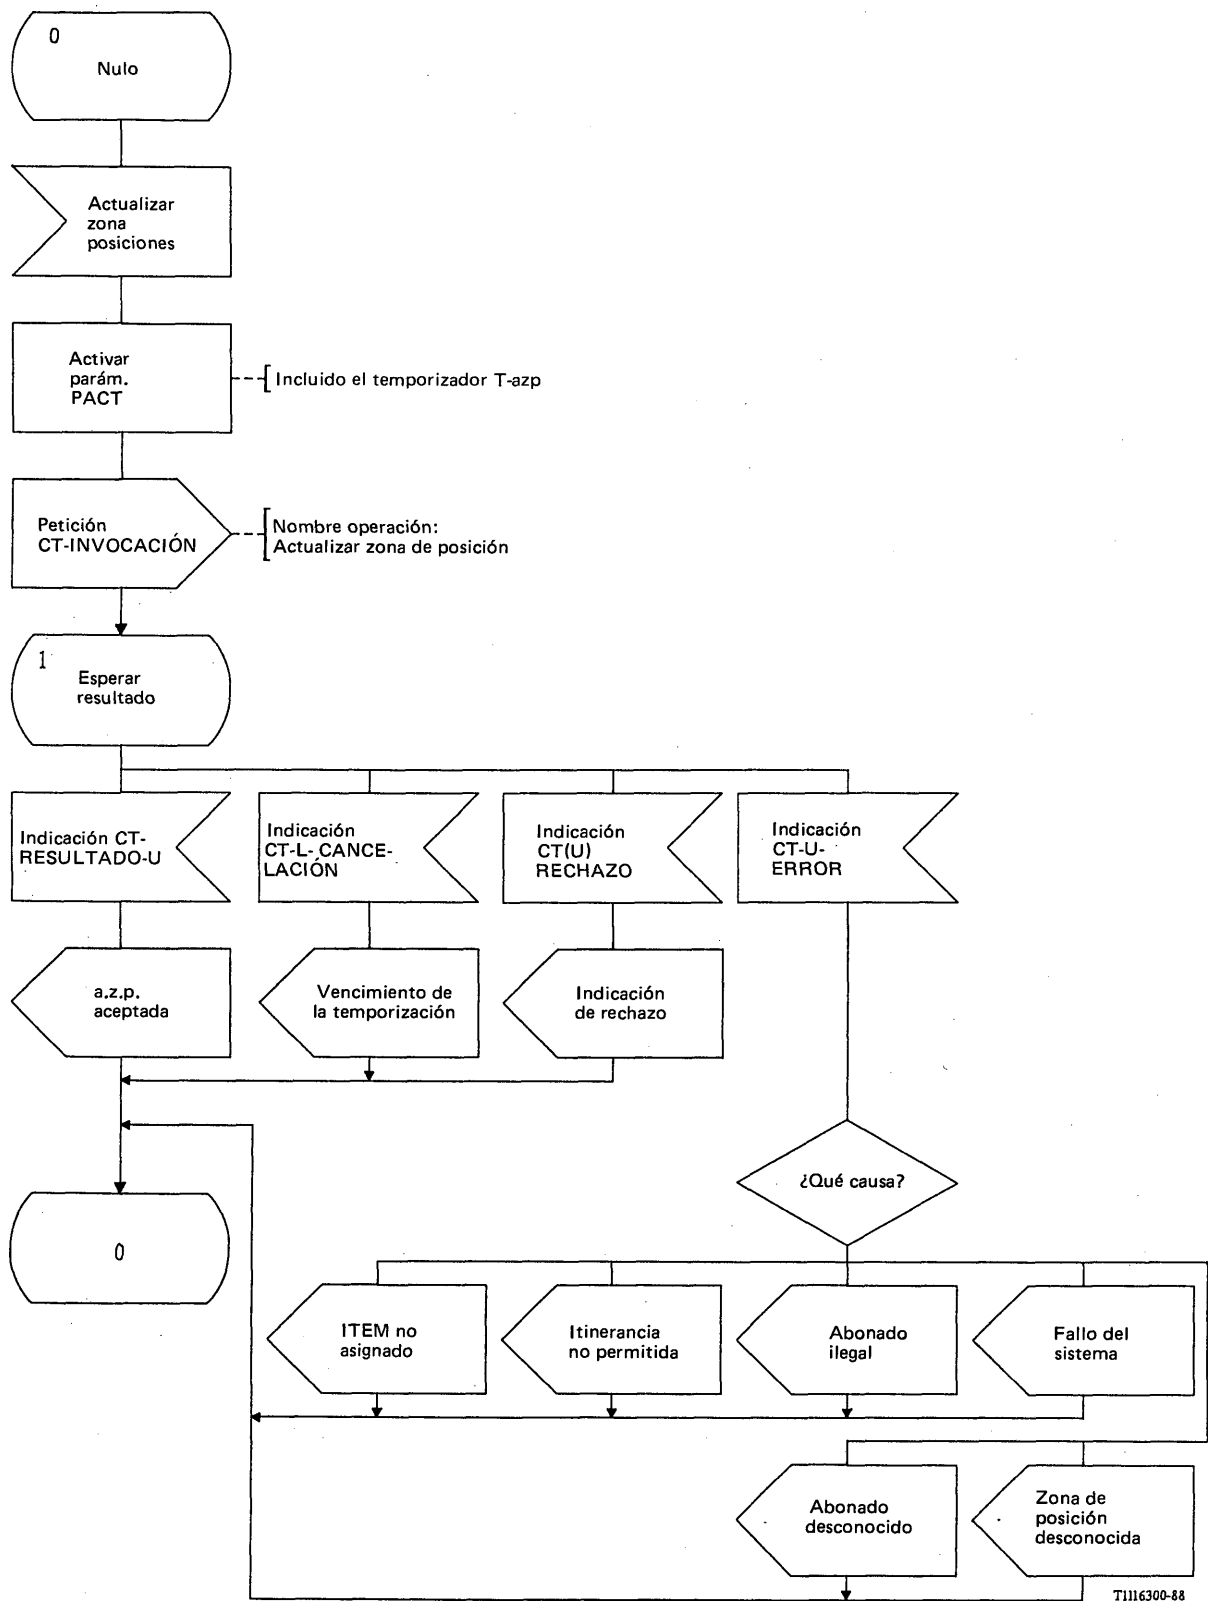 0
Nulo
Actualizar
zona
posiciones
Activar
parám.
PACT
Incluido el temporizador T-azp
Petición
CT-INVOCACIÓN
Nombre operación:
Actualizar zona de posición
1
Esperar
resultado
Indicación CT-
RESULTADO-U
Indicación
CT-L- CANCE-
LACIÓN
Indicación
CT(U)
RECHAZO
Indicación
CT-U-
ERROR
a.z.p.
aceptada
Vencimiento de
la temporización
Indicación
de rechazo
¿Qué causa?
0
ITEM no
asignado
Itinerancia
no permitida
Abonado
ilegal
Fallo del
sistema
Abonado
desconocido
Zona de
posición
desconocida
T1116300-88